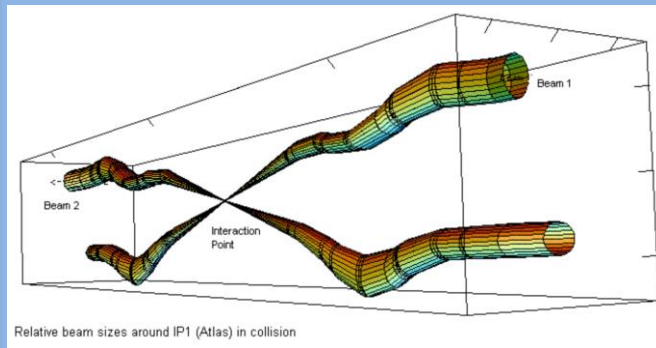 Beam 1
Beam 2
Interaction
Point
Relative beam sizes around IP1 (Atlas) in collision